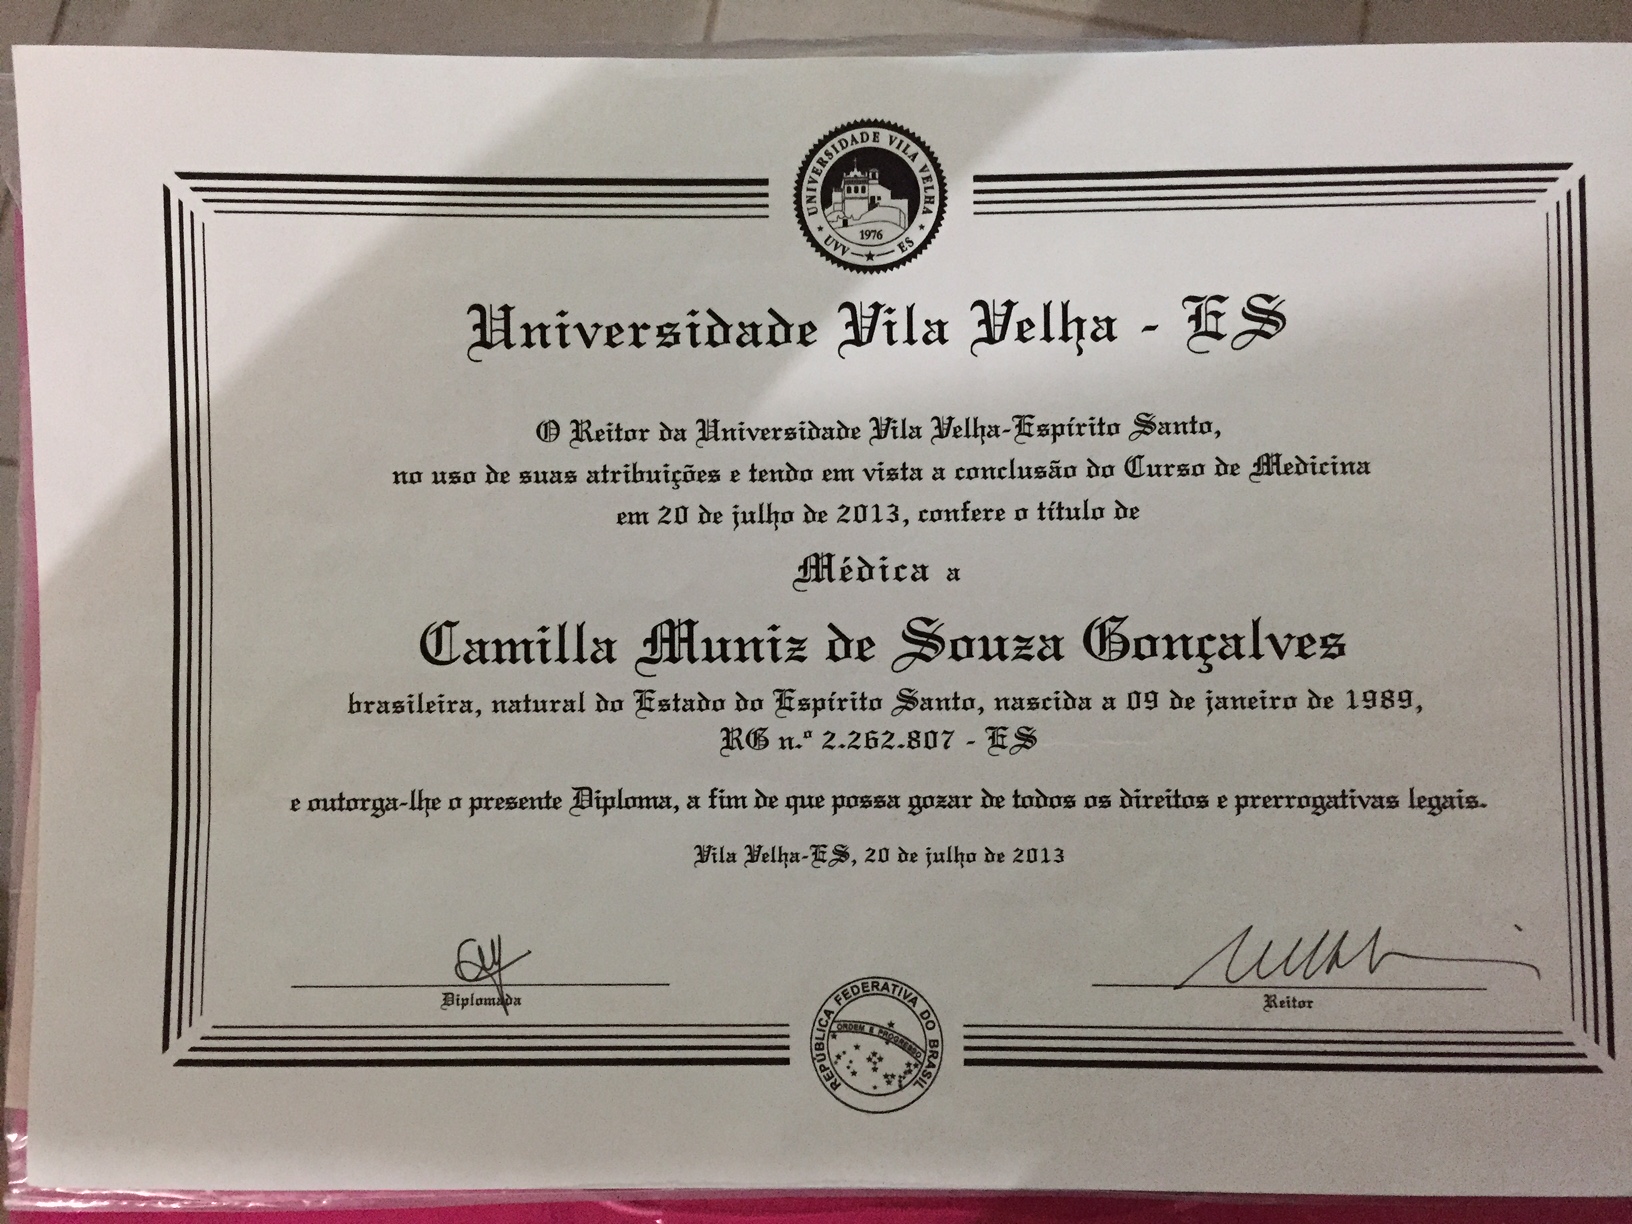 UNIVERSIDADE VILA VELHA
1976
UVV ★ ES
Universidade Vila Velha - ES
O Reitor da Universidade Vila Velha-Espírito Santo,
no uso de suas atribuições e tendo em vista a conclusão do Curso de Medicina
em 20 de julho de 2013, confere o título de
Médica a
Camilla Muniz de Souza Gonçalves
brasileira, natural do Estado do Espírito Santo, nascida a 09 de janeiro de 1989,
RG n.º 2.262.807 - ES
e outorga-lhe o presente Diploma, a fim de que possa gozar de todos os direitos e prerrogativas legais.
Vila Velha-ES, 20 de julho de 2013
Diplomada
Reitor
REPÚBLICA FEDERATIVA DO BRASIL
ORDEM E PROGRESSO